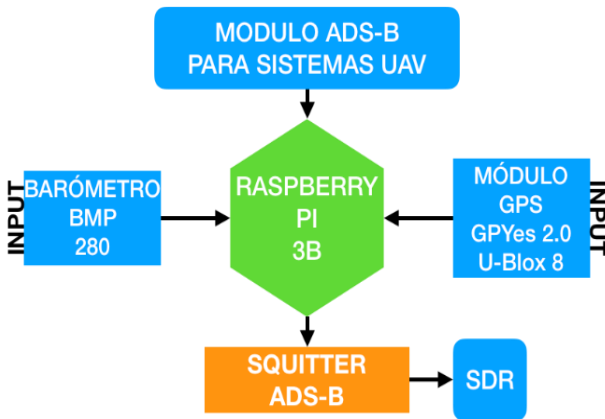 MODULO ADS-B
PARA SISTEMAS UAV
INPUT
BARÓMETRO
BMP
280
RASPBERRY
PI
3B
MÓDULO
GPS
GPYes 2.0
U-Blox 8
INPUT
SQUITTER
ADS-B
SDR